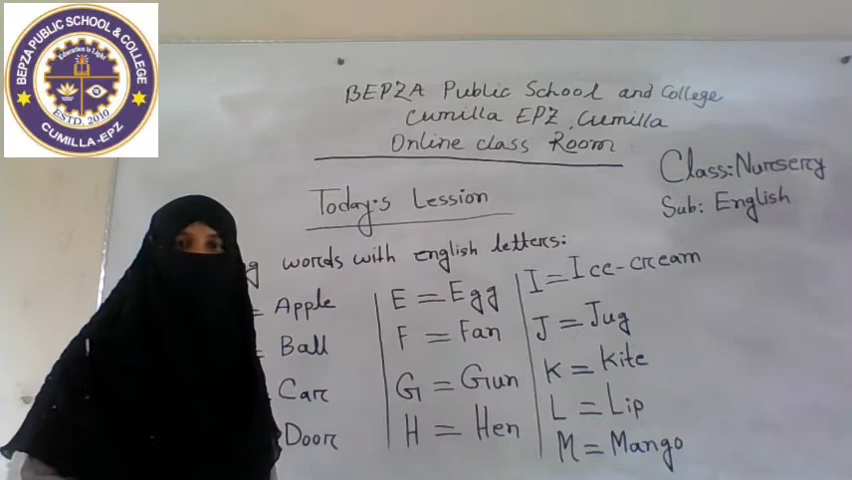 BEPZA PUBLIC SCHOOL & COLLEGE
Education is Light
ESTD. 2010
CUMILLA-EPZ
BEPZA Public School and College
Cumilla EPZ, Cumilla
Online class Room
Class: Nursery
Sub: English
Today's Lession
words with english letters:
= Apple
= Ball
Car
Door
E = Egg
F = Fan
G = Gun
H = Hen
I = Ice-cream
J = Jug
K = Kite
L = Lip
M = Mango